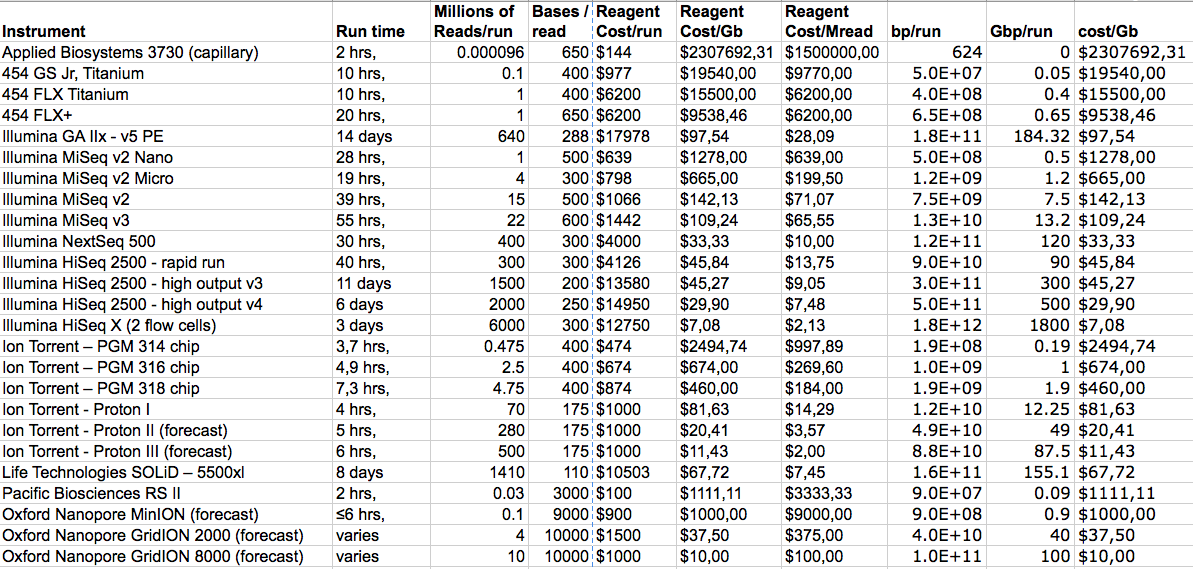 Instrument Run time Millions of Reads/run Bases / read Reagent Cost/run Reagent Cost/Gb Reagent Cost/Mread bp/run Gbp/run cost/Gb
Applied Biosystems 3730 (capillary) 2 hrs, 0.000096 650 $144 $2307692,31 $1500000,00 624 0 $2307692,31
454 GS Jr, Titanium 10 hrs, 0.1 400 $977 $19540,00 $9770,00 5.0E+07 0.05 $19540,00
454 FLX Titanium 10 hrs, 1 400 $6200 $15500,00 $6200,00 4.0E+08 0.4 $15500,00
454 FLX+ 20 hrs, 1 650 $6200 $9538,46 $6200,00 6.5E+08 0.65 $9538,46
Illumina GA IIx - v5 PE 14 days 640 288 $17978 $97,54 $28,09 1.8E+11 184.32 $97,54
Illumina MiSeq v2 Nano 28 hrs, 1 500 $639 $1278,00 $639,00 5.0E+08 0.5 $1278,00
Illumina MiSeq v2 Micro 19 hrs, 4 300 $798 $665,00 $199,50 1.2E+09 1.2 $665,00
Illumina MiSeq v2 39 hrs, 15 500 $1066 $142,13 $71,07 7.5E+09 7.5 $142,13
Illumina MiSeq v3 55 hrs, 22 600 $1442 $109,24 $65,55 1.3E+10 13.2 $109,24
Illumina NextSeq 500 30 hrs, 400 300 $4000 $33,33 $10,00 1.2E+11 120 $33,33
Illumina HiSeq 2500 - rapid run 40 hrs, 300 300 $4126 $45,84 $13,75 9.0E+10 90 $45,84
Illumina HiSeq 2500 - high output v3 11 days 1500 200 $13580 $45,27 $9,05 3.0E+11 300 $45,27
Illumina HiSeq 2500 - high output v4 6 days 2000 250 $14950 $29,90 $7,48 5.0E+11 500 $29,90
Illumina HiSeq X (2 flow cells) 3 days 6000 300 $12750 $7,08 $2,13 1.8E+12 1800 $7,08
Ion Torrent – PGM 314 chip 3,7 hrs, 0.475 400 $474 $2494,74 $997,89 1.9E+08 0.19 $2494,74
Ion Torrent – PGM 316 chip 4,9 hrs, 2.5 400 $674 $674,00 $269,60 1.0E+09 1 $674,00
Ion Torrent – PGM 318 chip 7,3 hrs, 4.75 400 $874 $460,00 $184,00 1.9E+09 1.9 $460,00
Ion Torrent - Proton I 4 hrs, 70 175 $1000 $81,63 $14,29 1.2E+10 12.25 $81,63
Ion Torrent - Proton II (forecast) 5 hrs, 280 175 $1000 $20,41 $3,57 4.9E+10 49 $20,41
Ion Torrent - Proton III (forecast) 6 hrs, 500 175 $1000 $11,43 $2,00 8.8E+10 87.5 $11,43
Life Technologies SOLiD – 5500xl 8 days 1410 110 $10503 $67,72 $7,45 1.6E+11 155.1 $67,72
Pacific Biosciences RS II 2 hrs, 0.03 3000 $100 $1111,11 $3333,33 9.0E+07 0.09 $1111,11
Oxford Nanopore MinION (forecast) ≤6 hrs, 0.1 9000 $900 $1000,00 $9000,00 9.0E+08 0.9 $1000,00
Oxford Nanopore GridION 2000 (forecast) varies 4 10000 $1500 $37,50 $375,00 4.0E+10 40 $37,50
Oxford Nanopore GridION 8000 (forecast) varies 10 10000 $1000 $10,00 $100,00 1.0E+11 100 $10,00